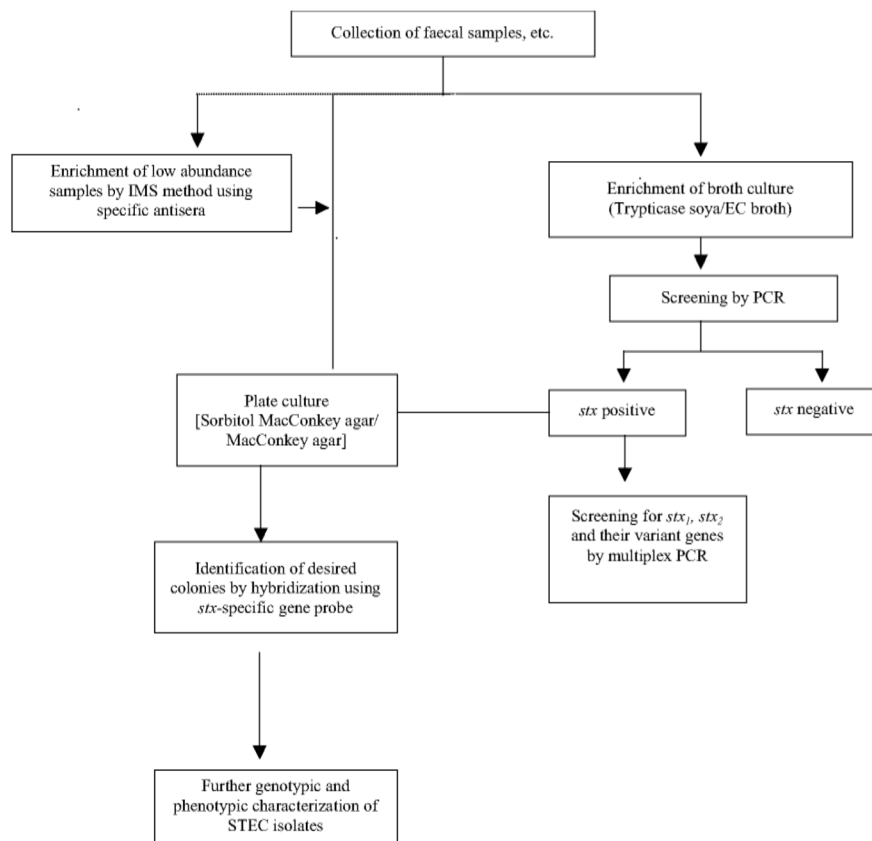 Collection of faecal samples, etc.
Enrichment of low abundance
samples by IMS method using
specific antisera
Enrichment of broth culture
(Trypticase soya/EC broth)
Screening by PCR
Plate culture
[Sorbitol MacConkey agar/
MacConkey agar]
stx positive
stx negative
Screening for stx₁, stx₂
and their variant genes
by multiplex PCR
Identification of desired
colonies by hybridization using
stx-specific gene probe
Further genotypic and
phenotypic characterization of
STEC isolates